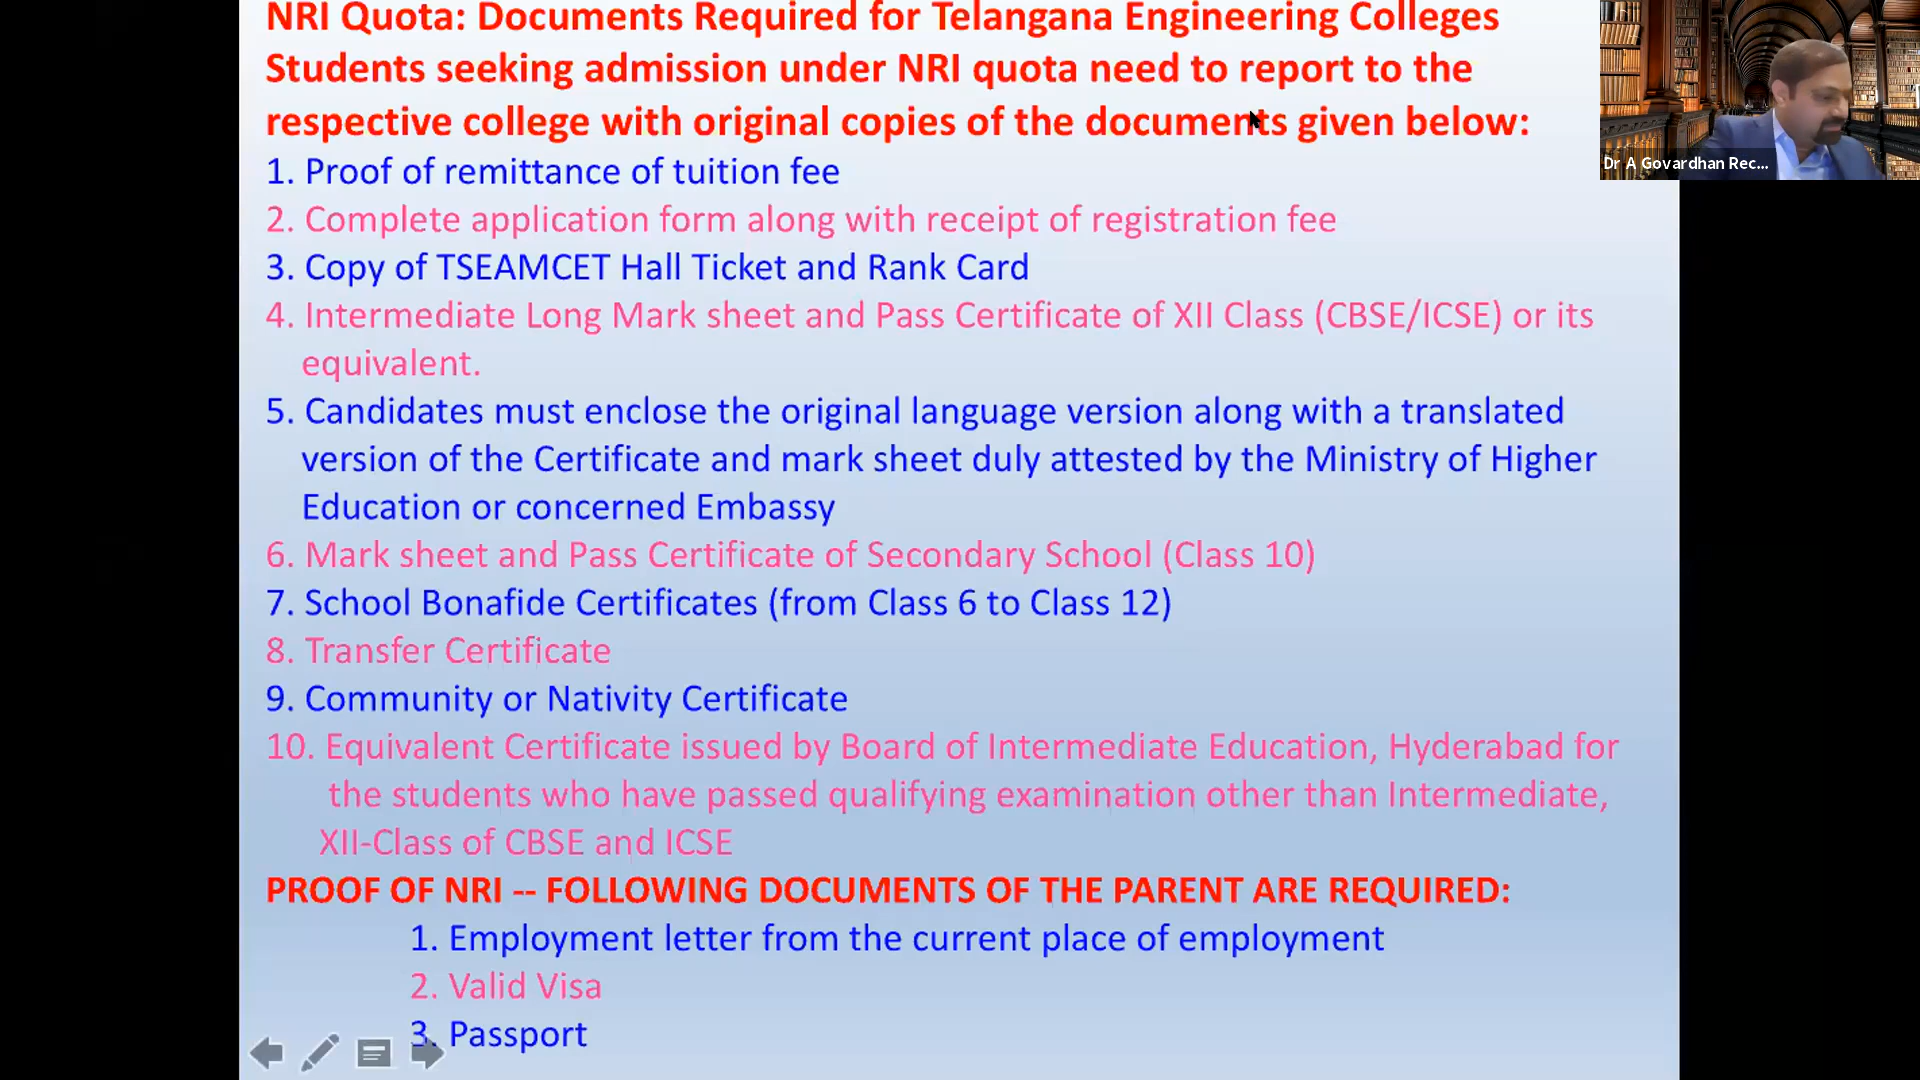 NRI Quota: Documents Required for Telangana Engineering Colleges
Students seeking admission under NRI quota need to report to the
respective college with original copies of the documents given below:
1. Proof of remittance of tuition fee
2. Complete application form along with receipt of registration fee
3. Copy of TSEAMCET Hall Ticket and Rank Card
4. Intermediate Long Mark sheet and Pass Certificate of XII Class (CBSE/ICSE) or its
equivalent.
5. Candidates must enclose the original language version along with a translated
version of the Certificate and mark sheet duly attested by the Ministry of Higher
Education or concerned Embassy
6. Mark sheet and Pass Certificate of Secondary School (Class 10)
7. School Bonafide Certificates (from Class 6 to Class 12)
8. Transfer Certificate
9. Community or Nativity Certificate
10. Equivalent Certificate issued by Board of Intermediate Education, Hyderabad for
the students who have passed qualifying examination other than Intermediate,
XII-Class of CBSE and ICSE
PROOF OF NRI -- FOLLOWING DOCUMENTS OF THE PARENT ARE REQUIRED:
1. Employment letter from the current place of employment
2. Valid Visa
3. Passport
Dr A Govardhan Rec...